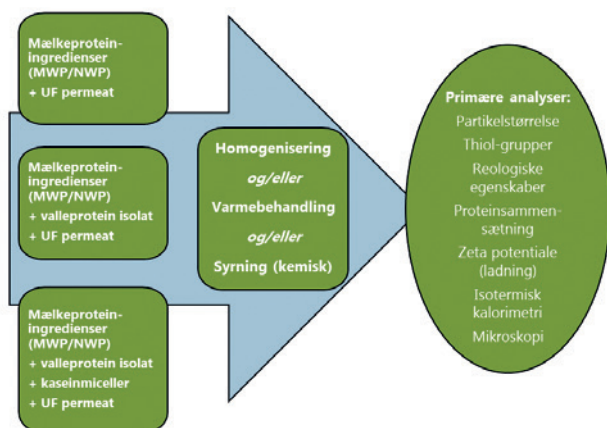 Mælkeprotein-
ingredienser
(MWP/NWP)
+ UF permeat
Mælkeprotein-
ingredienser
(MWP/NWP)
+ valleprotein isolat
+ UF permeat
Mælkeprotein-
ingredienser
(MWP/NWP)
+ valleprotein isolat
+ kaseinmiceller
+ UF permeat
Homogenisering
og/eller
Varmebehandling
og/eller
Syrning (kemisk)
Primære analyser:
Partikelstørrelse
Thiol-grupper
Reologiske
egenskaber
Proteinsammen-
sætning
Zeta potentiale
(ladning)
Isotermisk
kalorimetri
Mikroskopi